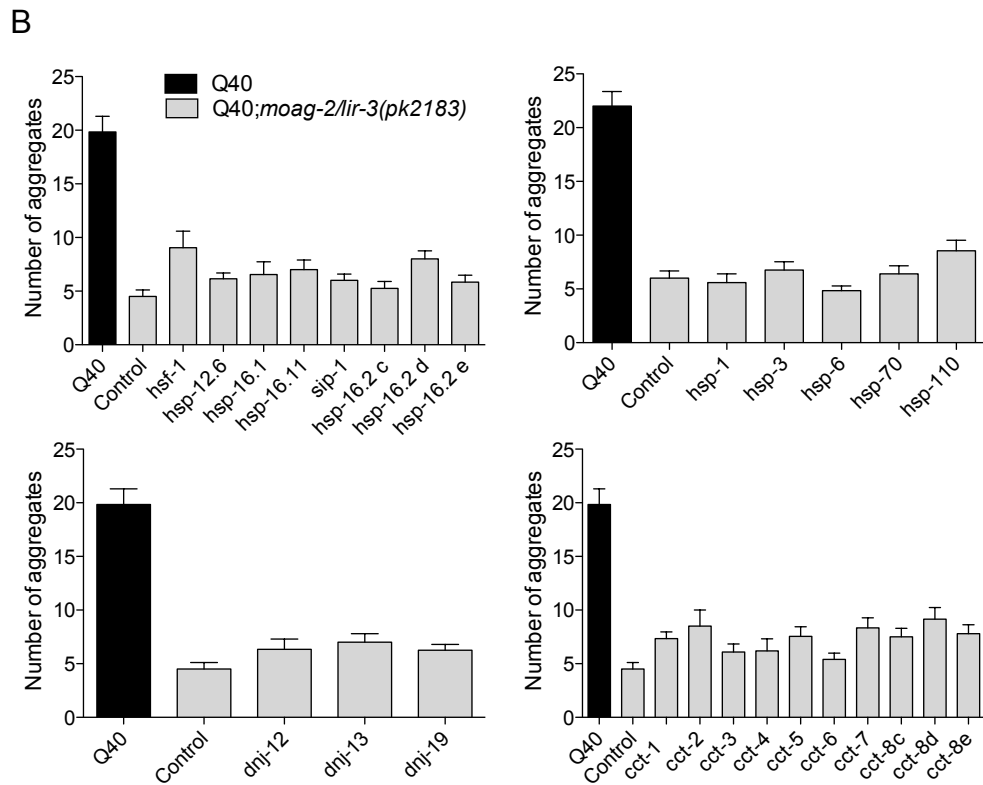 B
Number of aggregates
25
20
15
10
5
0
Q40
Q40;moag-2/lir-3(pk2183)
Q40
Control
hsf-1
hsp-12.6
hsp-16.1
hsp-16.11
sip-1
hsp-16.2 c
hsp-16.2 d
hsp-16.2 e
Number of aggregates
25
20
15
10
5
0
Q40
Control
hsp-1
hsp-3
hsp-6
hsp-70
hsp-110
Number of aggregates
25
20
15
10
5
0
Q40
Control
dnj-12
dnj-13
dnj-19
Number of aggregates
25
20
15
10
5
0
Q40
Control
cct-1
cct-2
cct-3
cct-4
cct-5
cct-6
cct-7
cct-8c
cct-8d
cct-8e